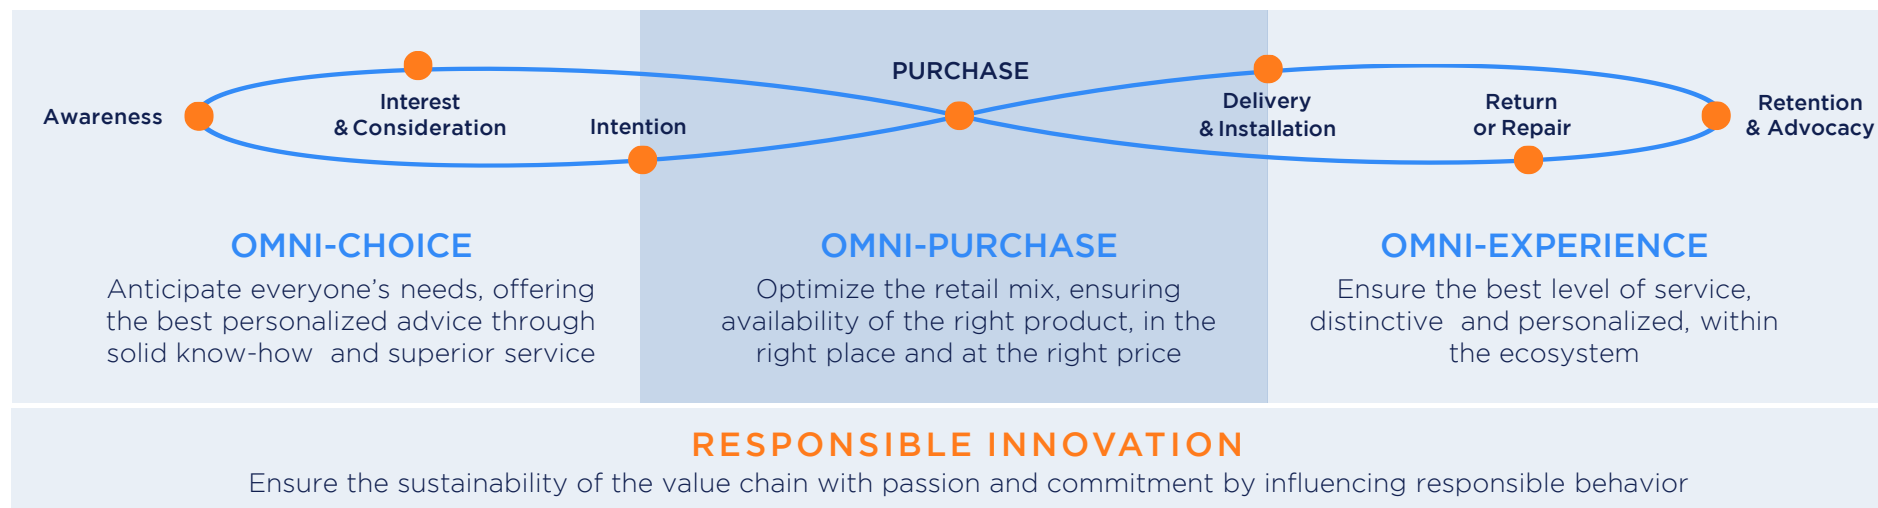 PURCHASE
Awareness
Interest
& Consideration
Intention
Delivery
& Installation
Return
or Repair
Retention
& Advocacy
OMNI-CHOICE
Anticipate everyone’s needs, offering
the best personalized advice through
solid know-how and superior service
OMNI-PURCHASE
Optimize the retail mix, ensuring
availability of the right product, in the
right place and at the right price
OMNI-EXPERIENCE
Ensure the best level of service,
distinctive and personalized, within
the ecosystem
RESPONSIBLE INNOVATION
Ensure the sustainability of the value chain with passion and commitment by influencing responsible behavior